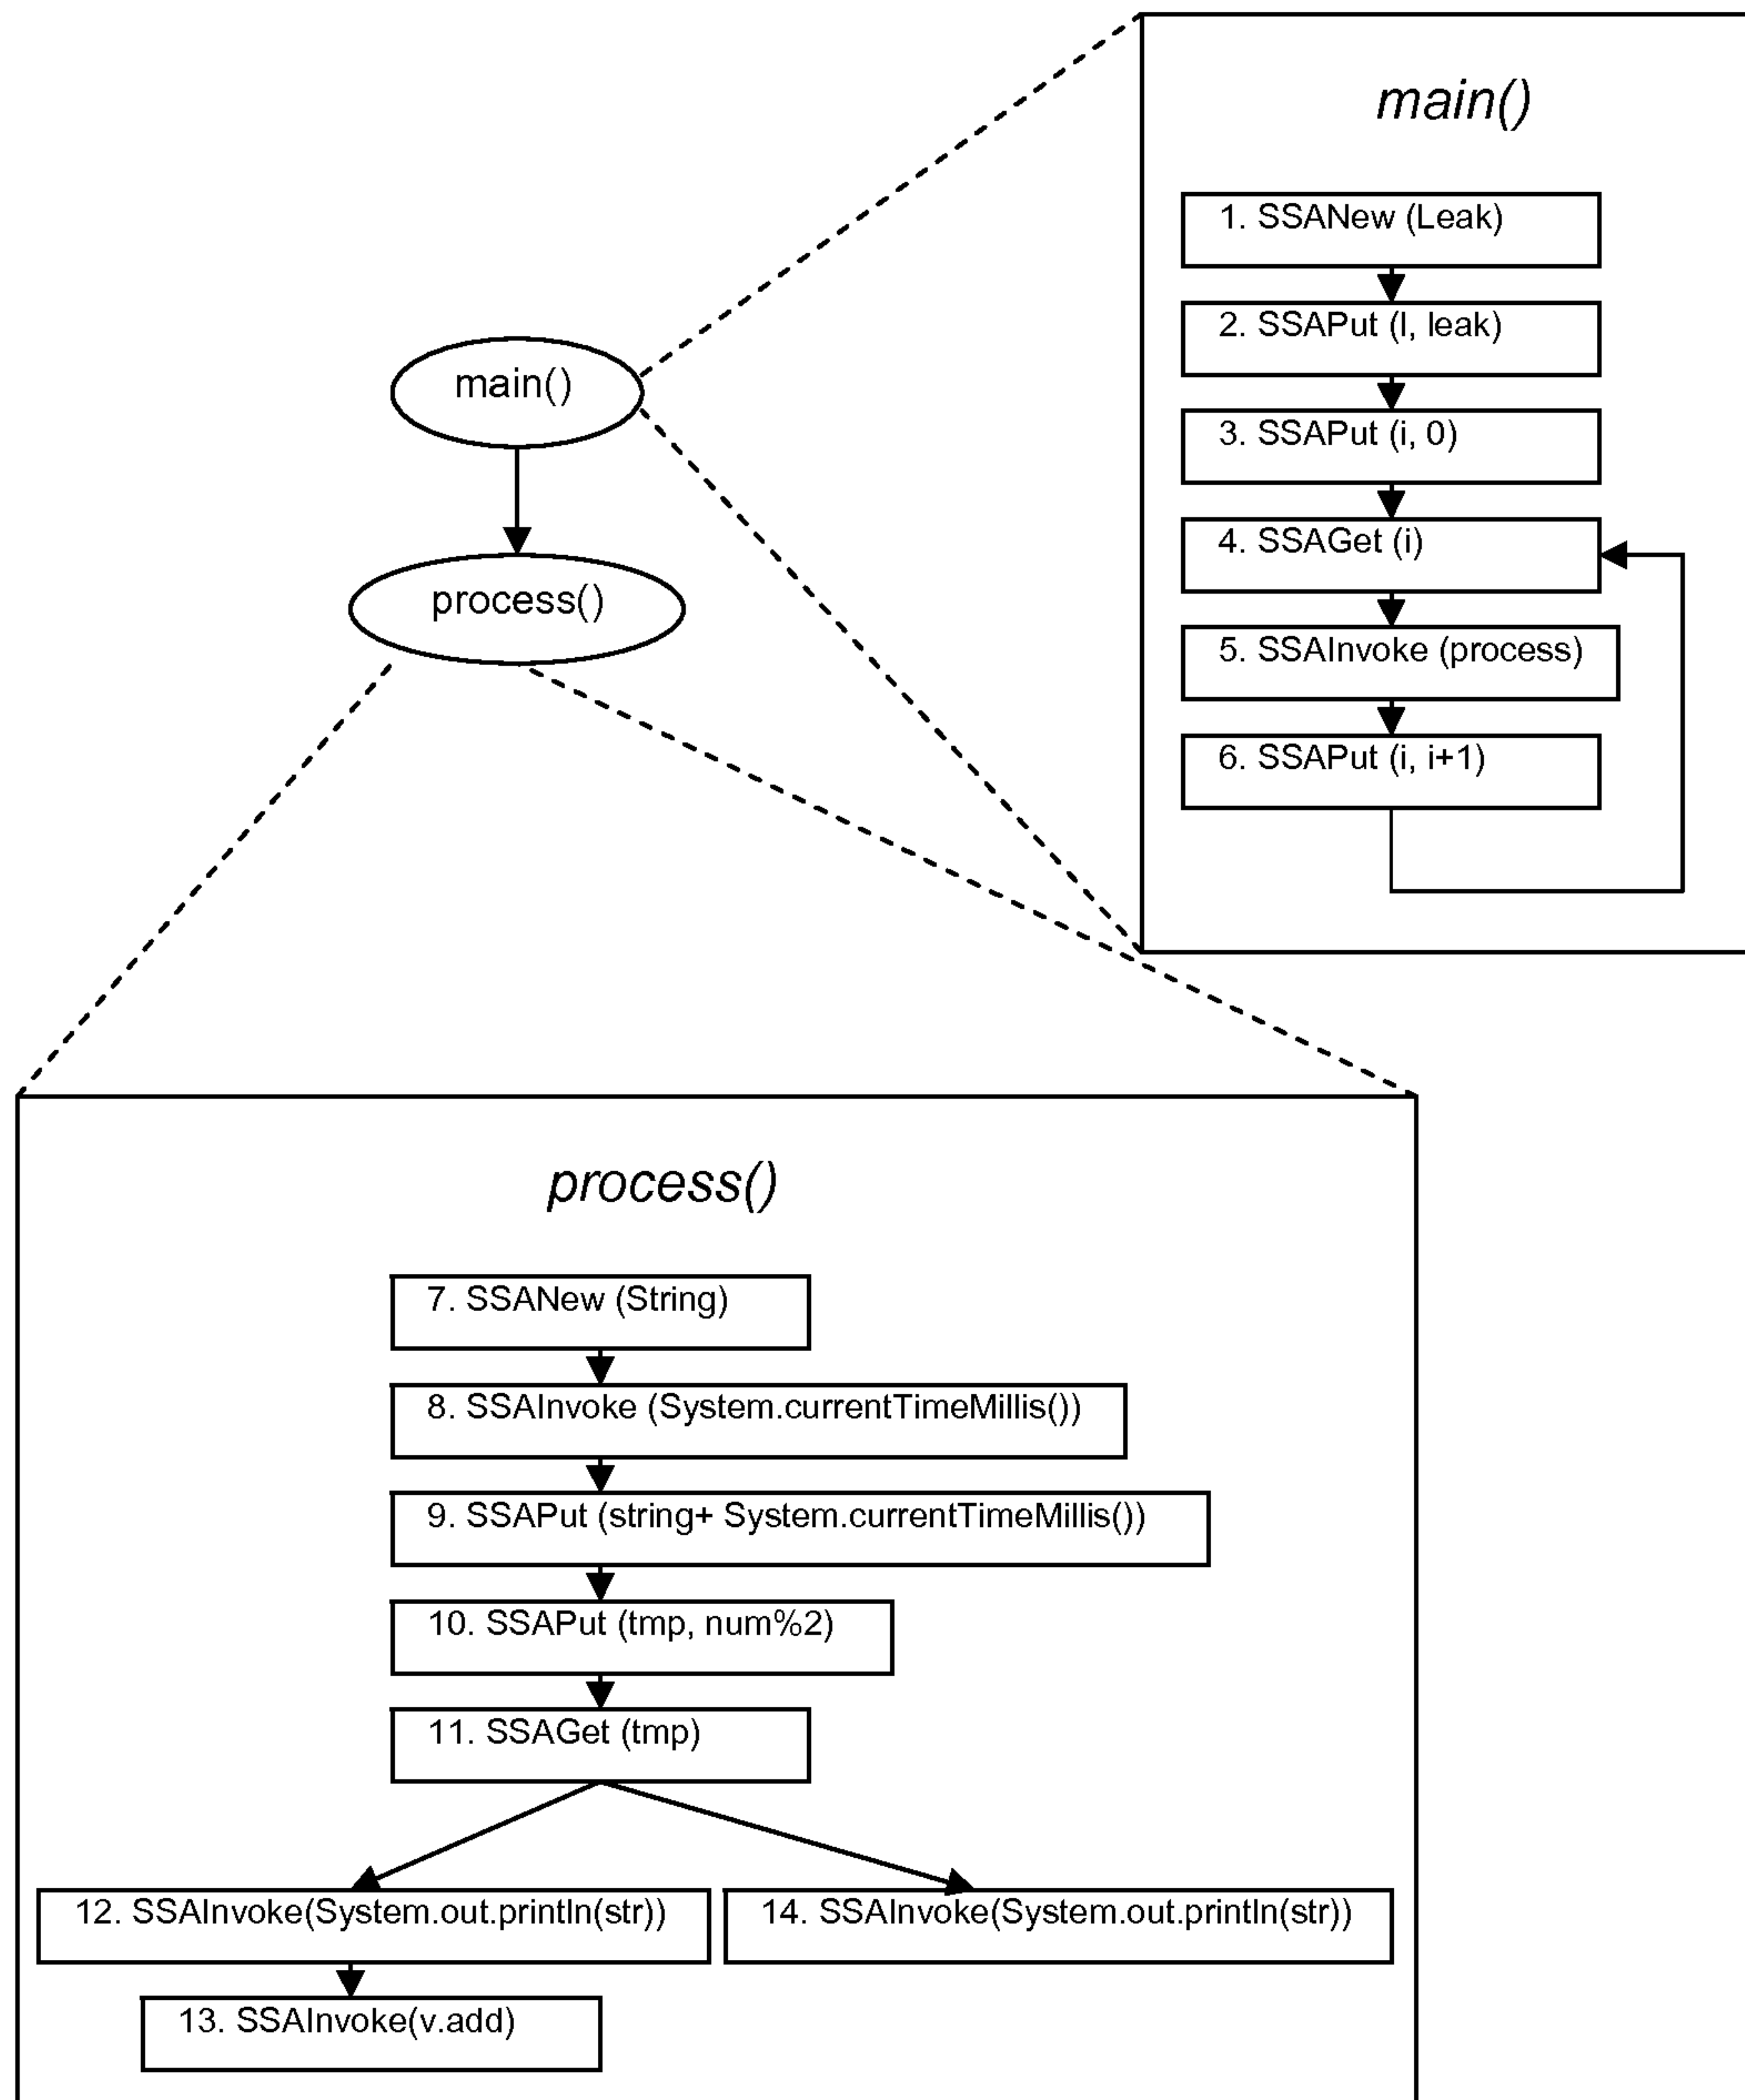 main()
1. SSANew (Leak)
2. SSAPut (l, leak)
3. SSAPut (i, 0)
4. SSAGet (i)
5. SSAInvoke (process)
6. SSAPut (i, i+1)
main()
process()
process()
7. SSANew (String)
8. SSAInvoke (System.currentTimeMillis())
9. SSAPut (string+ System.currentTimeMillis())
10. SSAPut (tmp, num%2)
11. SSAGet (tmp)
12. SSAInvoke(System.out.println(str))
14. SSAInvoke(System.out.println(str))
13. SSAInvoke(v.add)